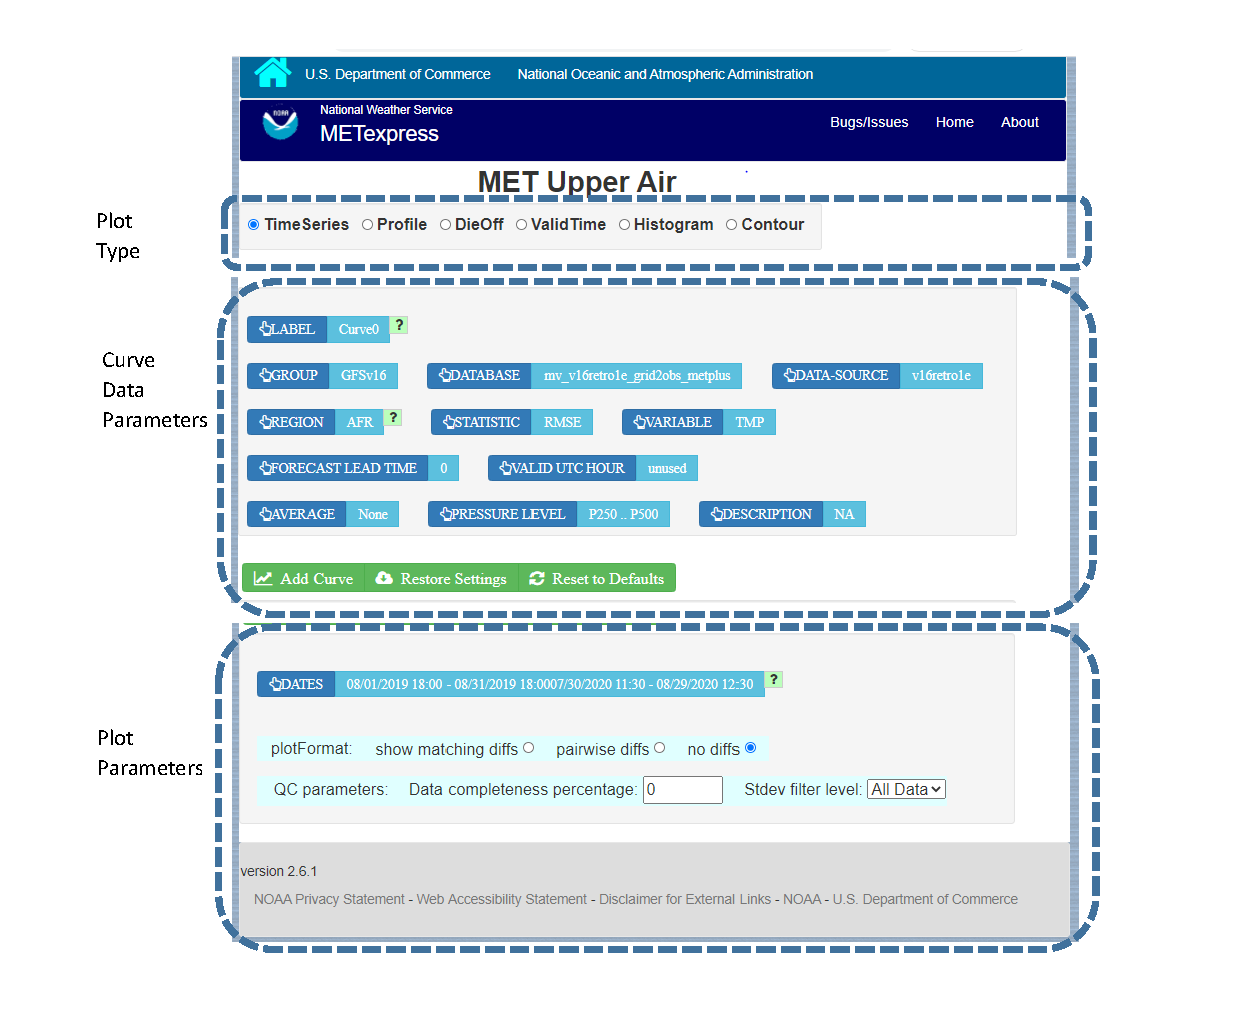 U.S. Department of Commerce National Oceanic and Atmospheric Administration
NOAA
National Weather Service
METexpress
Bugs/Issues Home About
MET Upper Air
Plot
Type
TimeSeries Profile DieOff ValidTime Histogram Contour
Curve
Data
Parameters
LABEL Curve0 ?
GROUP GFSv16 DATABASE mv_v16retro1e_grid2obs_metplus DATA-SOURCE v16retro1e
REGION AFR ? STATISTIC RMSE VARIABLE TMP
FORECAST LEAD TIME 0 VALID UTC HOUR unused
AVERAGE None PRESSURE LEVEL P250 .. P500 DESCRIPTION NA
Add Curve Restore Settings Reset to Defaults
Plot
Parameters
DATES 08/01/2019 18:00 - 08/31/2019 18:0007/30/2020 11:30 - 08/29/2020 12:30 ?
plotFormat: show matching diffs pairwise diffs no diffs
QC parameters: Data completeness percentage: 0 Stdev filter level: All Data
version 2.6.1
NOAA Privacy Statement - Web Accessibility Statement - Disclaimer for External Links - NOAA - U.S. Department of Commerce